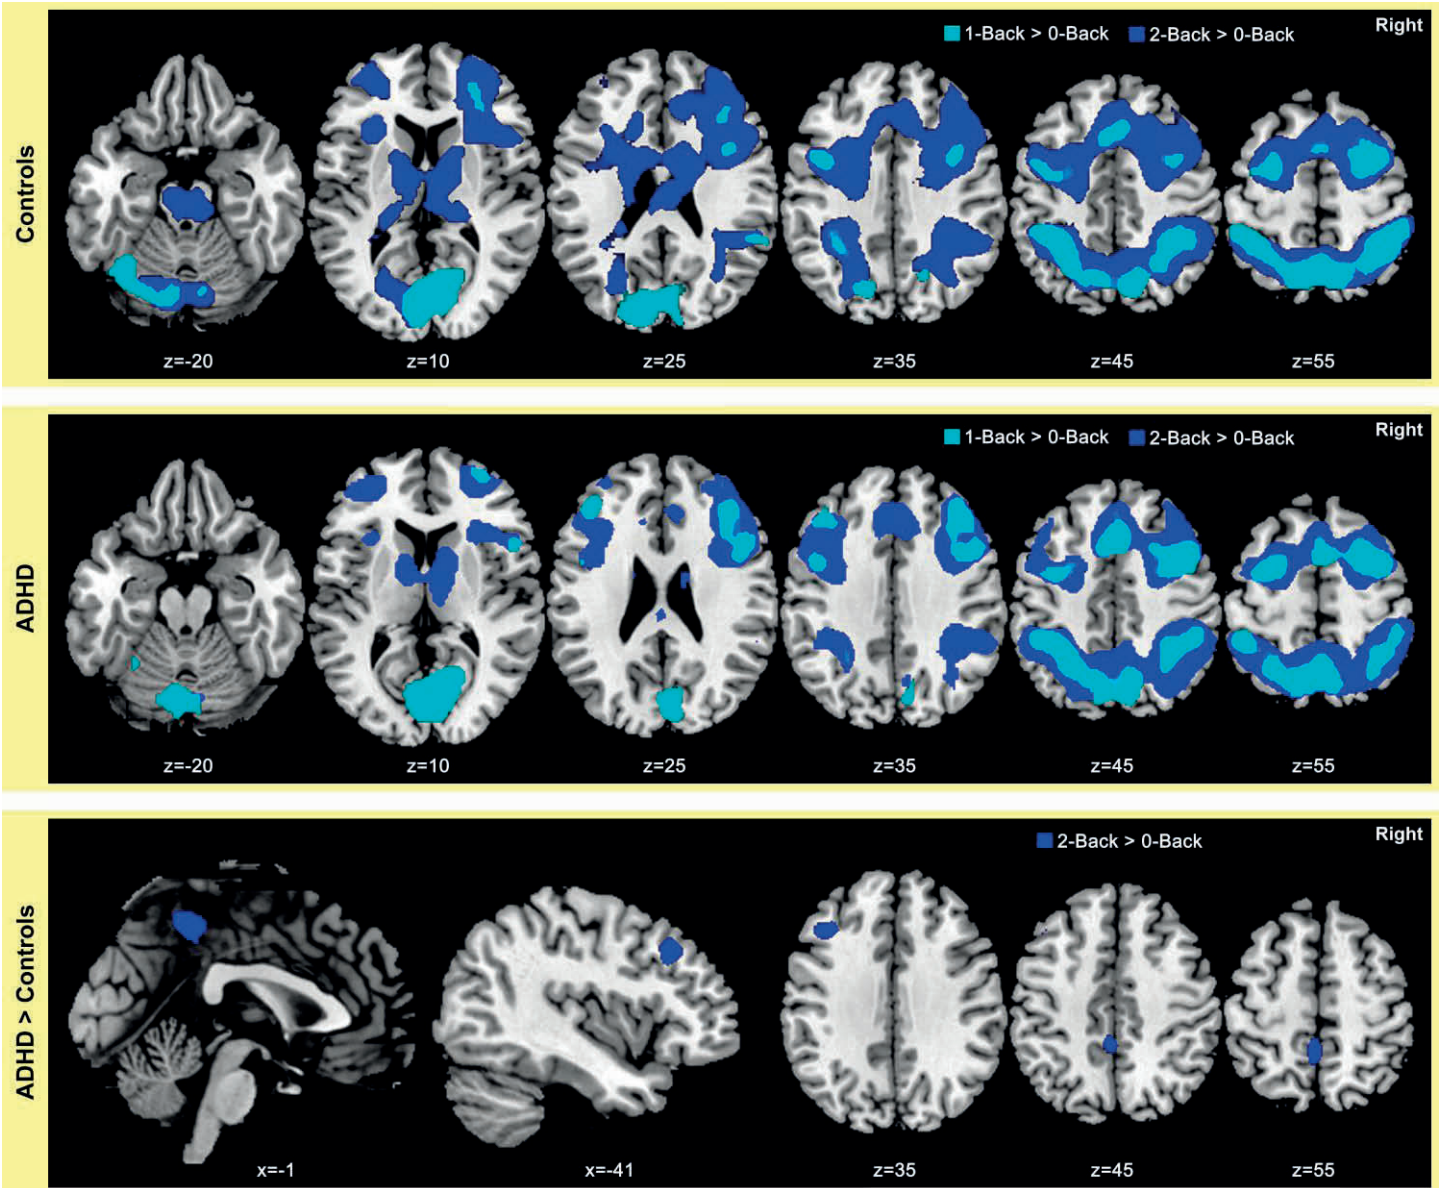 Right
1-Back > 0-Back 2-Back > 0-Back
Controls
z=-20 z=10 z=25 z=35 z=45 z=55
Right
1-Back > 0-Back 2-Back > 0-Back
ADHD
z=-20 z=10 z=25 z=35 z=45 z=55
Right
2-Back > 0-Back
ADHD > Controls
x=-1 x=-41 z=35 z=45 z=55